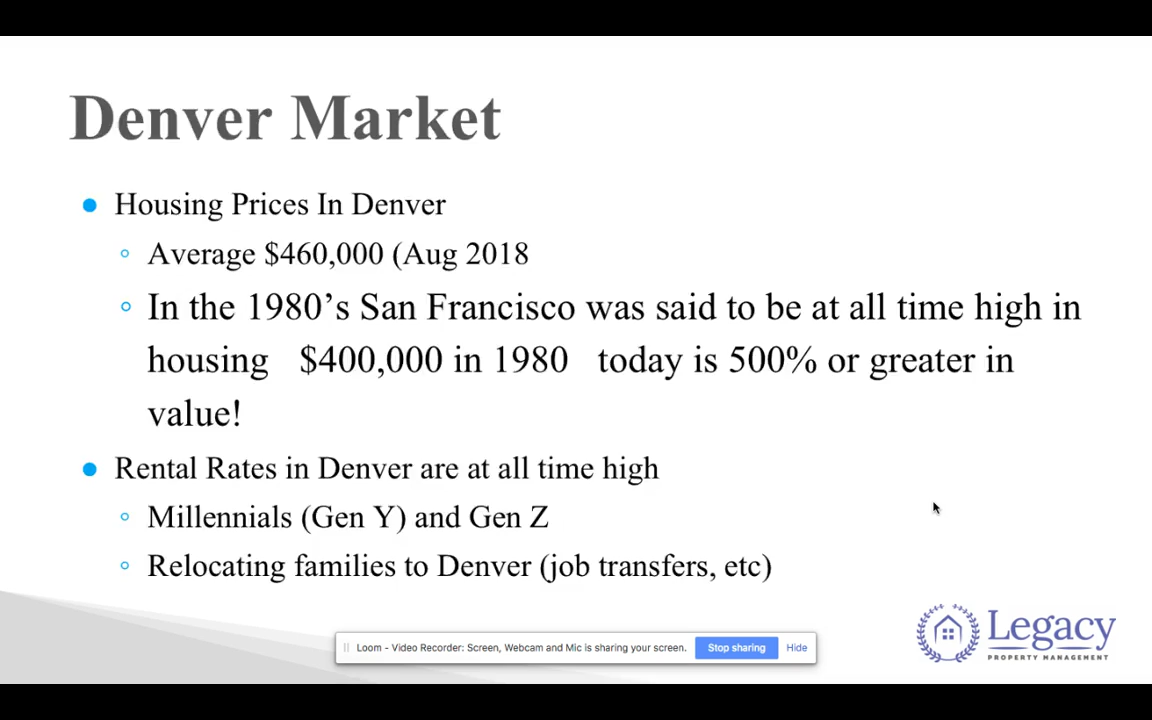 Denver Market
Housing Prices In Denver
Average $460,000 (Aug 2018
In the 1980’s San Francisco was said to be at all time high in
housing $400,000 in 1980 today is 500% or greater in
value!
Rental Rates in Denver are at all time high
Millennials (Gen Y) and Gen Z
Relocating families to Denver (job transfers, etc)
Legacy
PROPERTY MANAGEMENT
Loom - Video Recorder: Screen, Webcam and Mic is sharing your screen. Stop sharing Hide